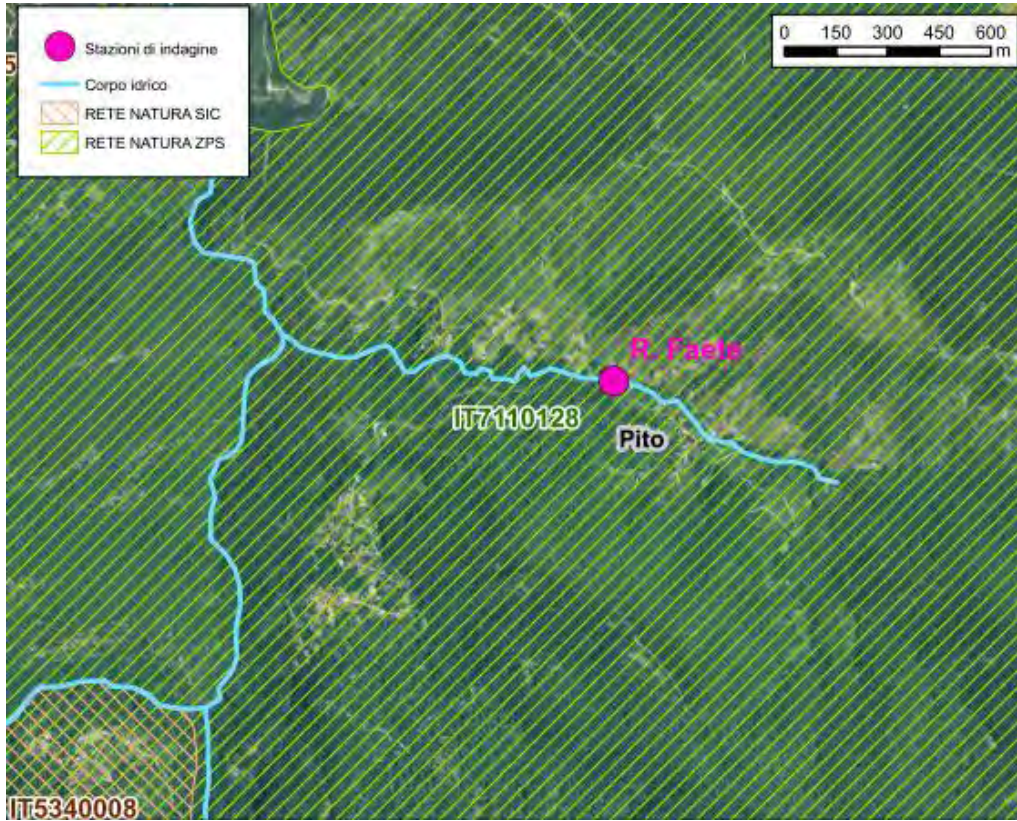 Stazioni di indagine
Corpo idrico
RETE NATURA SIC
RETE NATURA ZPS
0 150 300 450 600
m
5
R. Faete
IT7110128
Pito
IT5340008